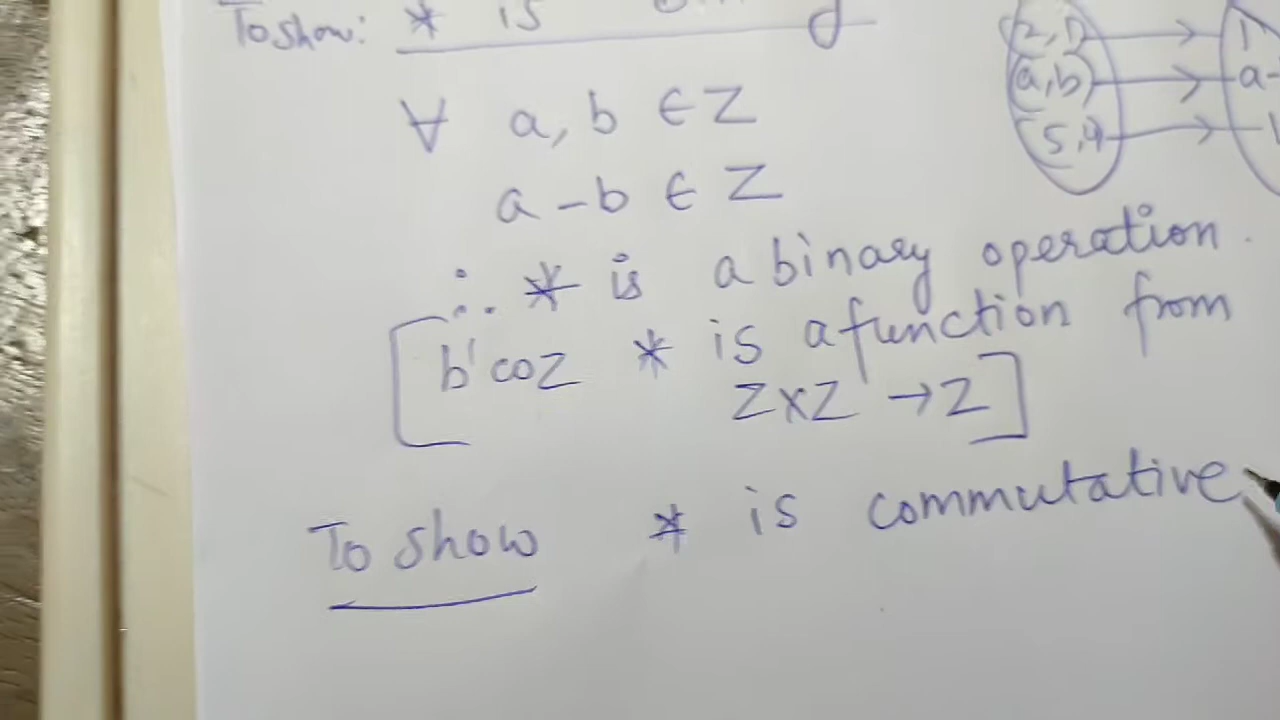 To show: * is
∀ a, b ∈ Z
a - b ∈ Z
∴ * is a binary operation.
[b'coz * is a function from
Z×Z → Z]
To show * is commutative
(2,1) → 1
(a,b) → a-
5,4 → 1